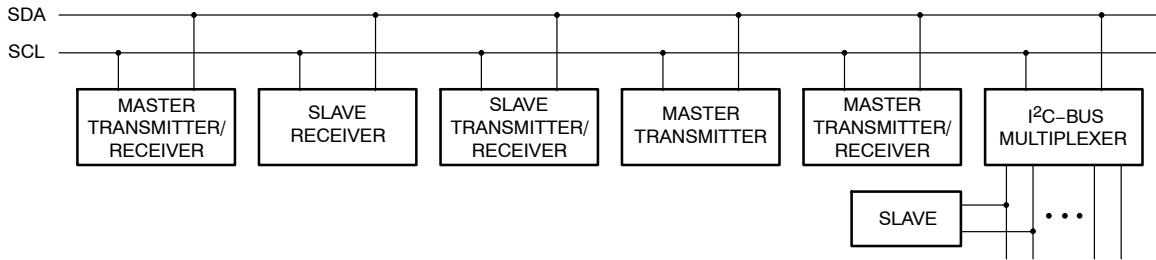 SDA
SCL
MASTER
TRANSMITTER/
RECEIVER
SLAVE
RECEIVER
SLAVE
TRANSMITTER/
RECEIVER
MASTER
TRANSMITTER
MASTER
TRANSMITTER/
RECEIVER
I²C–BUS
MULTIPLEXER
SLAVE